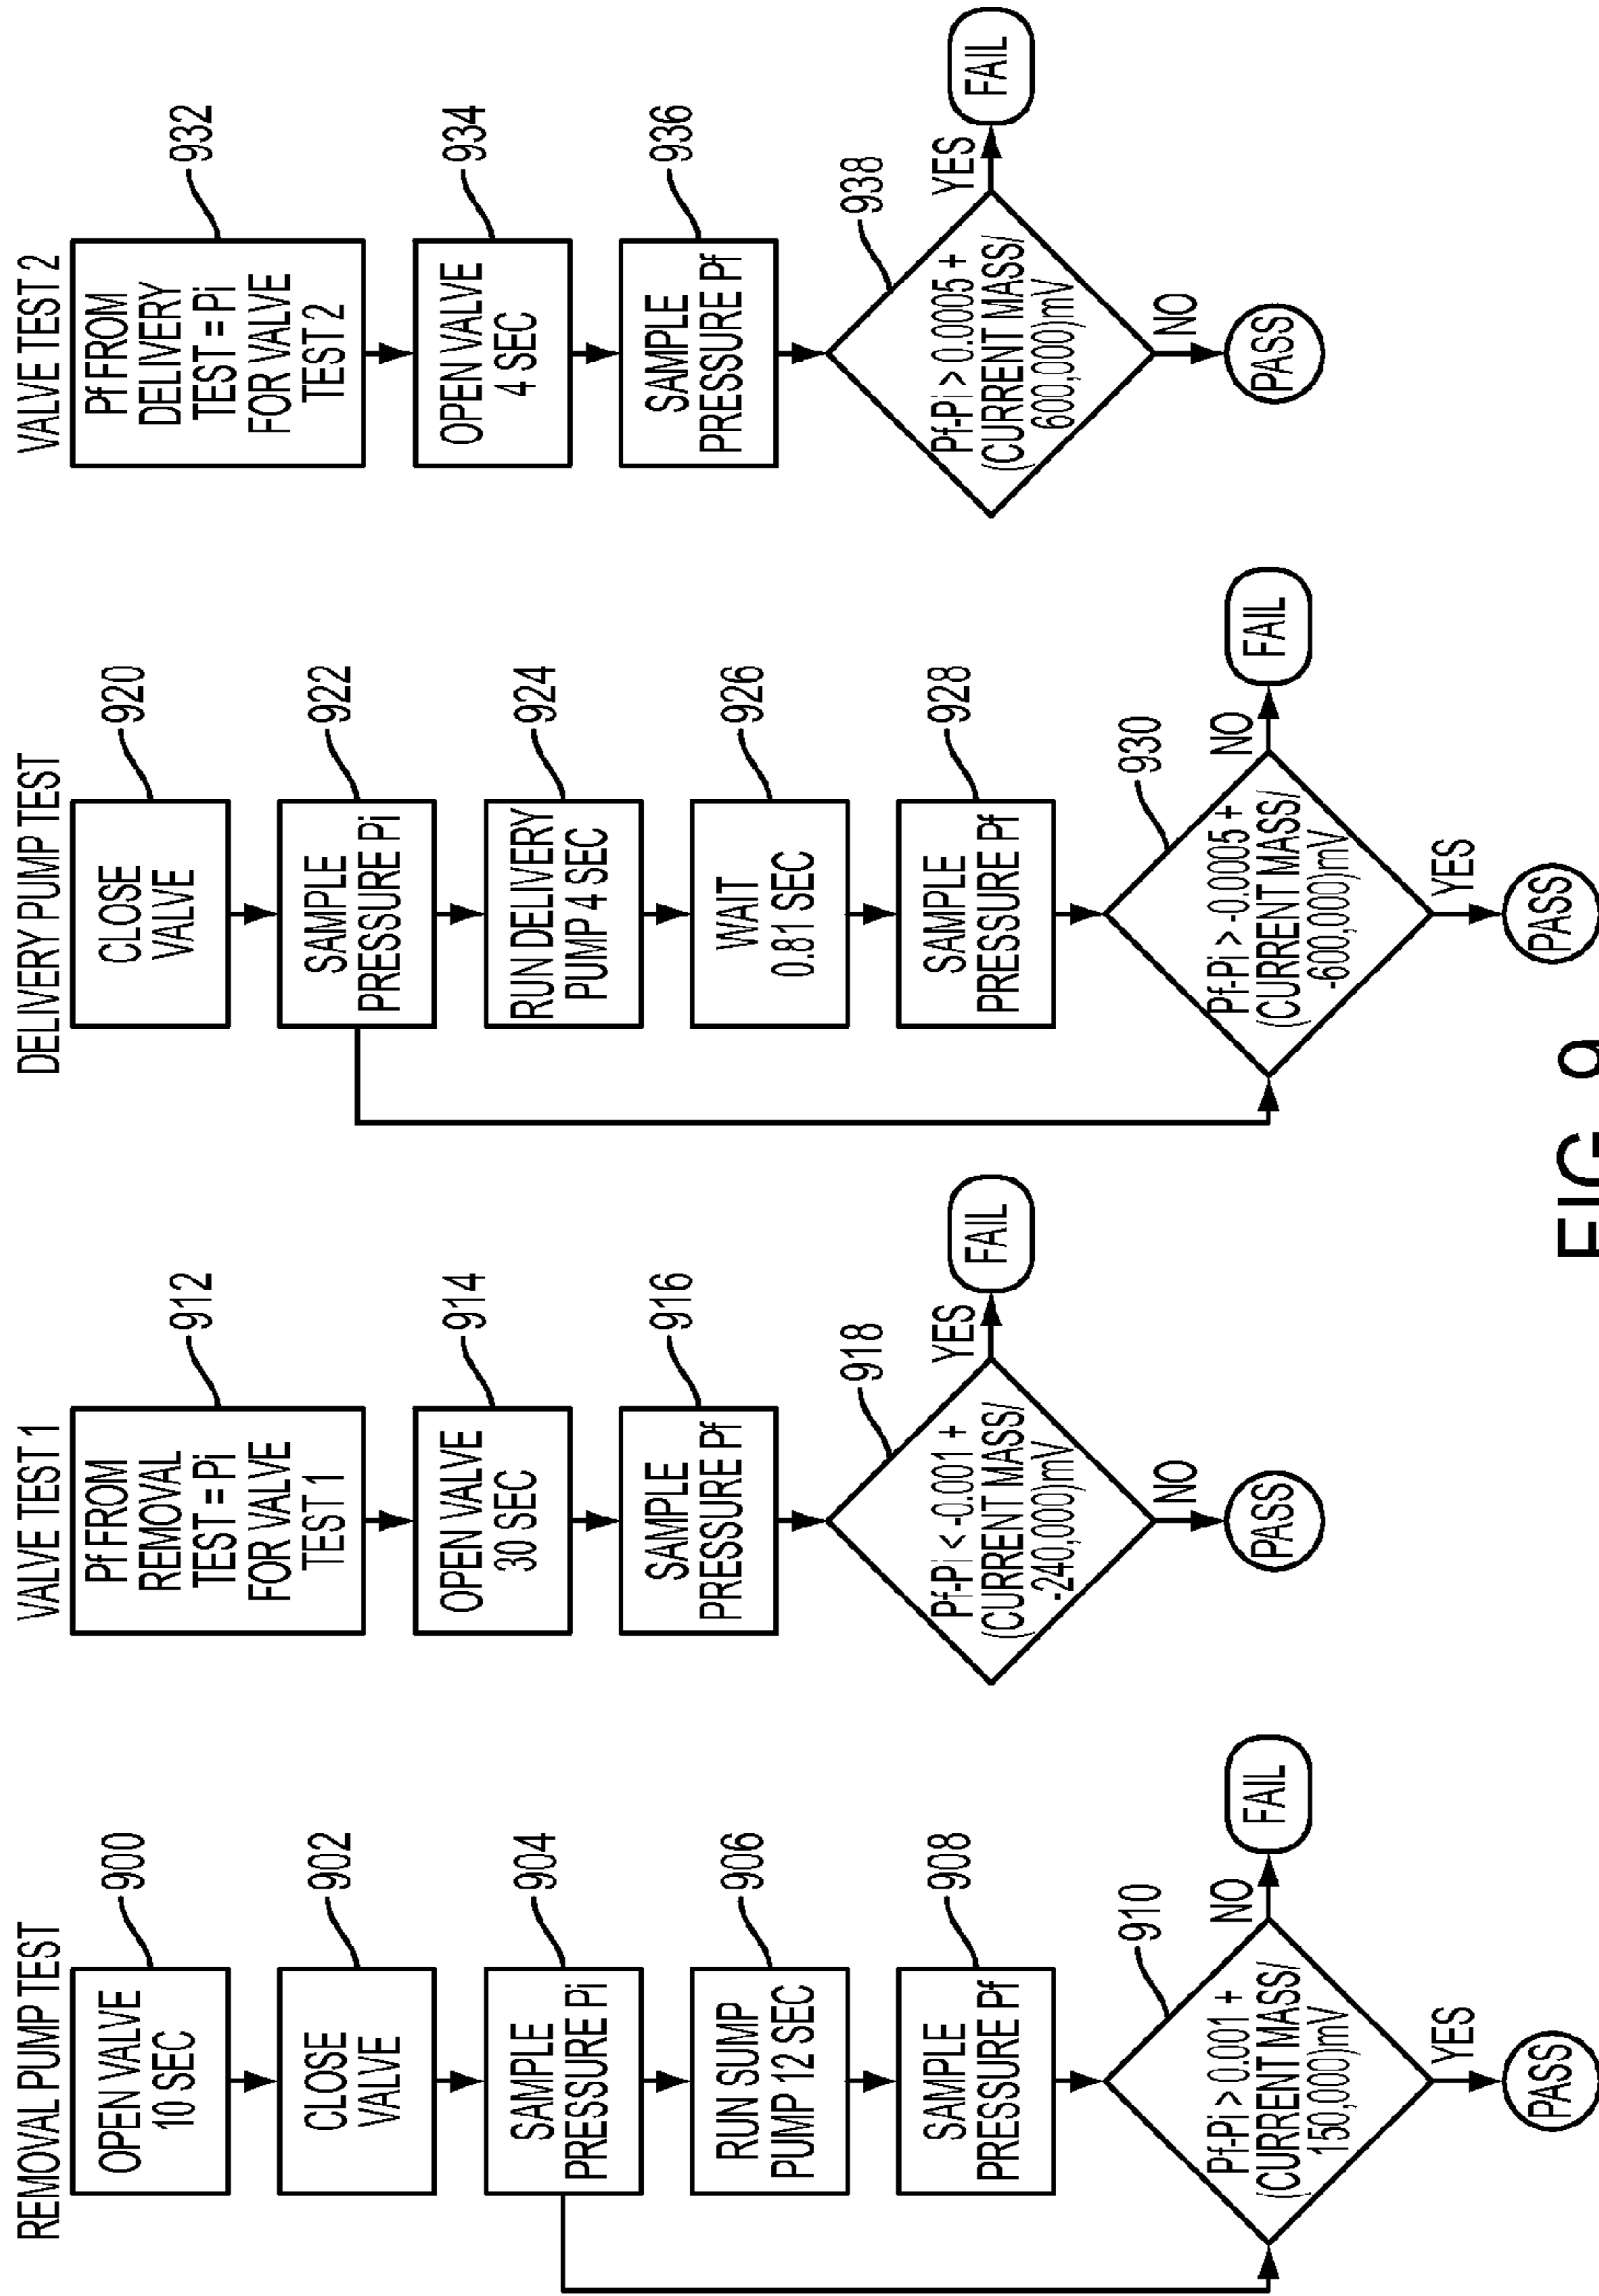 REMOVAL PUMP TEST
OPEN VALVE
10 SEC
900
CLOSE
VALVE
902
SAMPLE
PRESSURE Pi
904
RUN SUMP
PUMP 12 SEC
906
SAMPLE
PRESSURE Pf
908
Pf-Pi > 0.001 +
(CURRENT MASS/
150,000)mV
910
NO
FAIL
YES
PASS
VALVE TEST 1
Pf FROM
REMOVAL
TEST = Pi
FOR VALVE
TEST 1
912
OPEN VALVE
30 SEC
914
SAMPLE
PRESSURE Pf
916
Pf-Pi < -0.001 +
(CURRENT MASS/
-240,000)mV
918
YES
FAIL
NO
PASS
DELIVERY PUMP TEST
CLOSE
VALVE
920
SAMPLE
PRESSURE Pi
922
RUN DELIVERY
PUMP 4 SEC
924
WAIT
0.81 SEC
926
SAMPLE
PRESSURE Pf
928
Pf-Pi > -0.0005 +
(CURRENT MASS/
-600,000)mV
930
NO
FAIL
YES
PASS
VALVE TEST 2
Pf FROM
DELIVERY
TEST = Pi
FOR VALVE
TEST 2
932
OPEN VALVE
4 SEC
934
SAMPLE
PRESSURE Pf
936
Pf-Pi > 0.0005 +
(CURRENT MASS/
600,000)mV
938
YES
FAIL
NO
PASS
FIG. 9